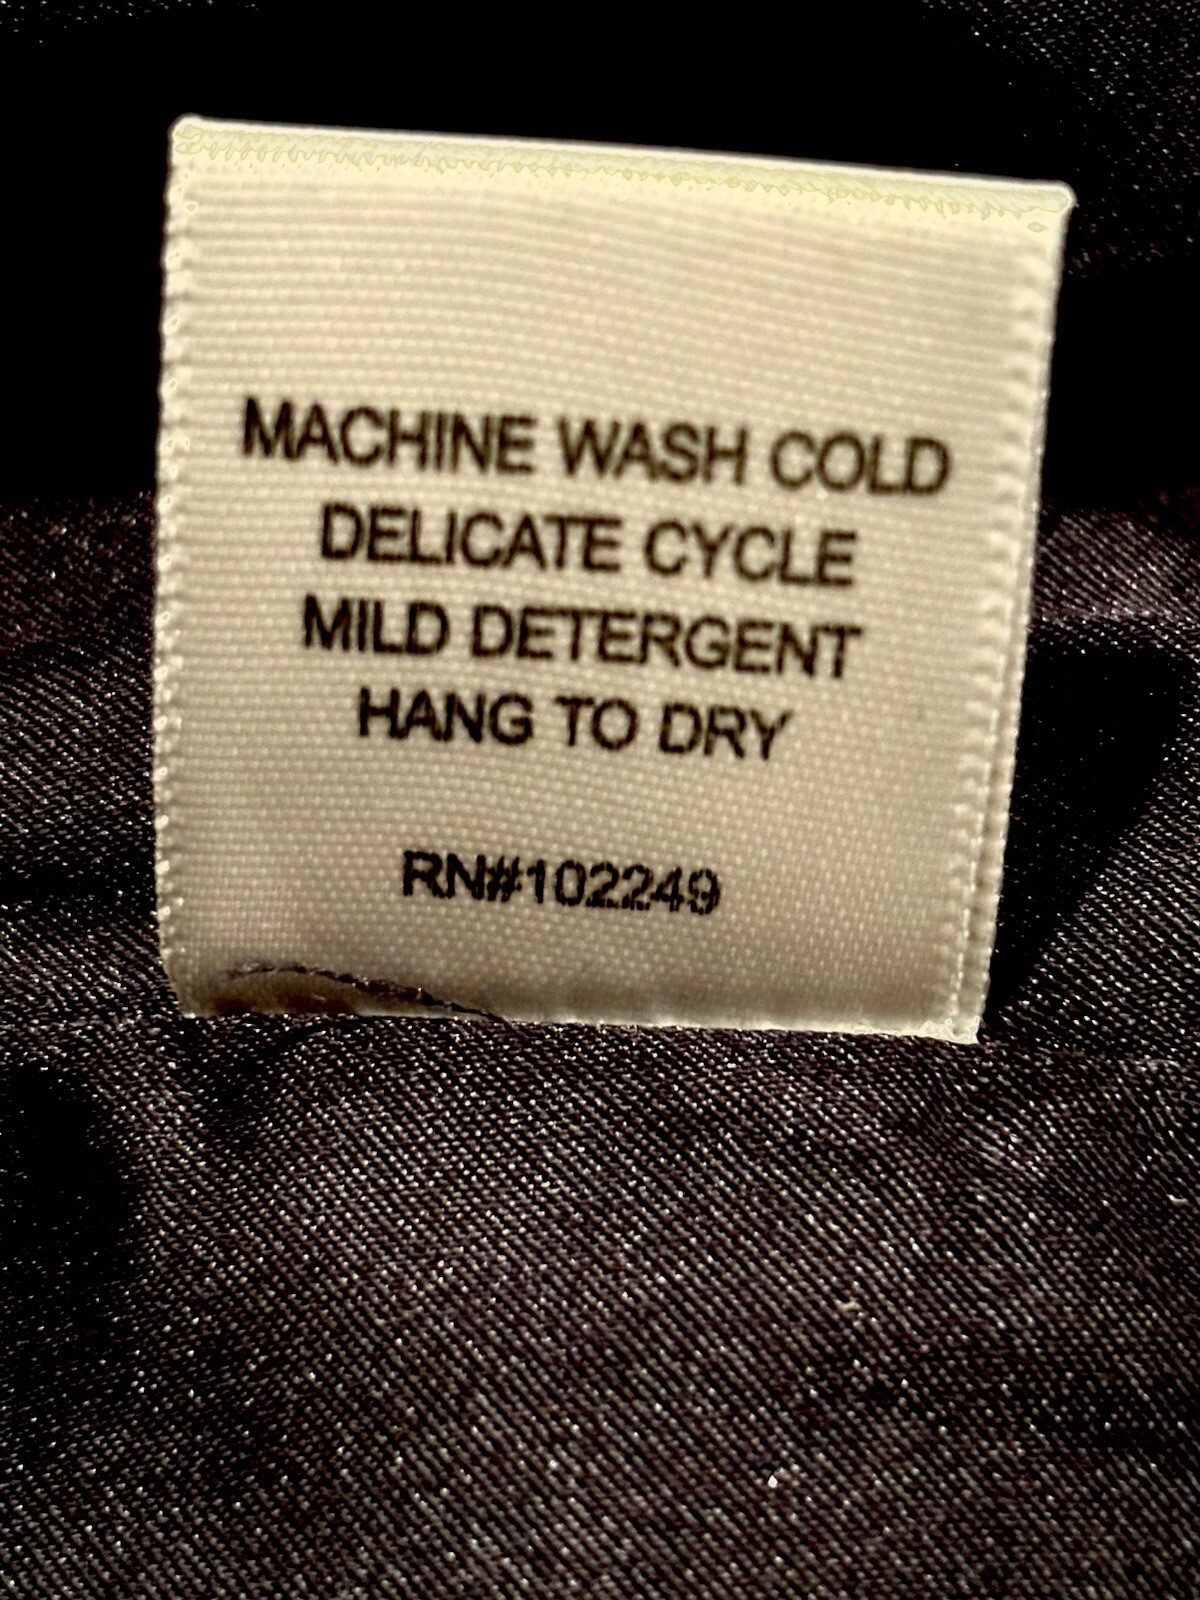 MACHINE WASH COLD
DELICATE CYCLE
MILD DETERGENT
HANG TO DRY
RN#102249